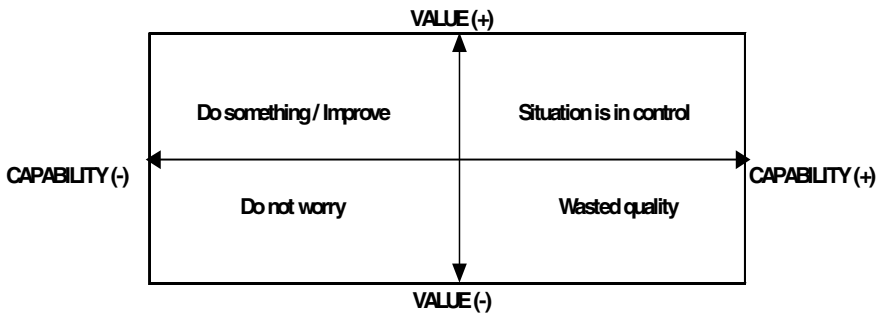 VALUE (+)
Do something / Improve
Situation is in control
CAPABILITY (-)
CAPABILITY (+)
Do not worry
Wasted quality
VALUE (-)